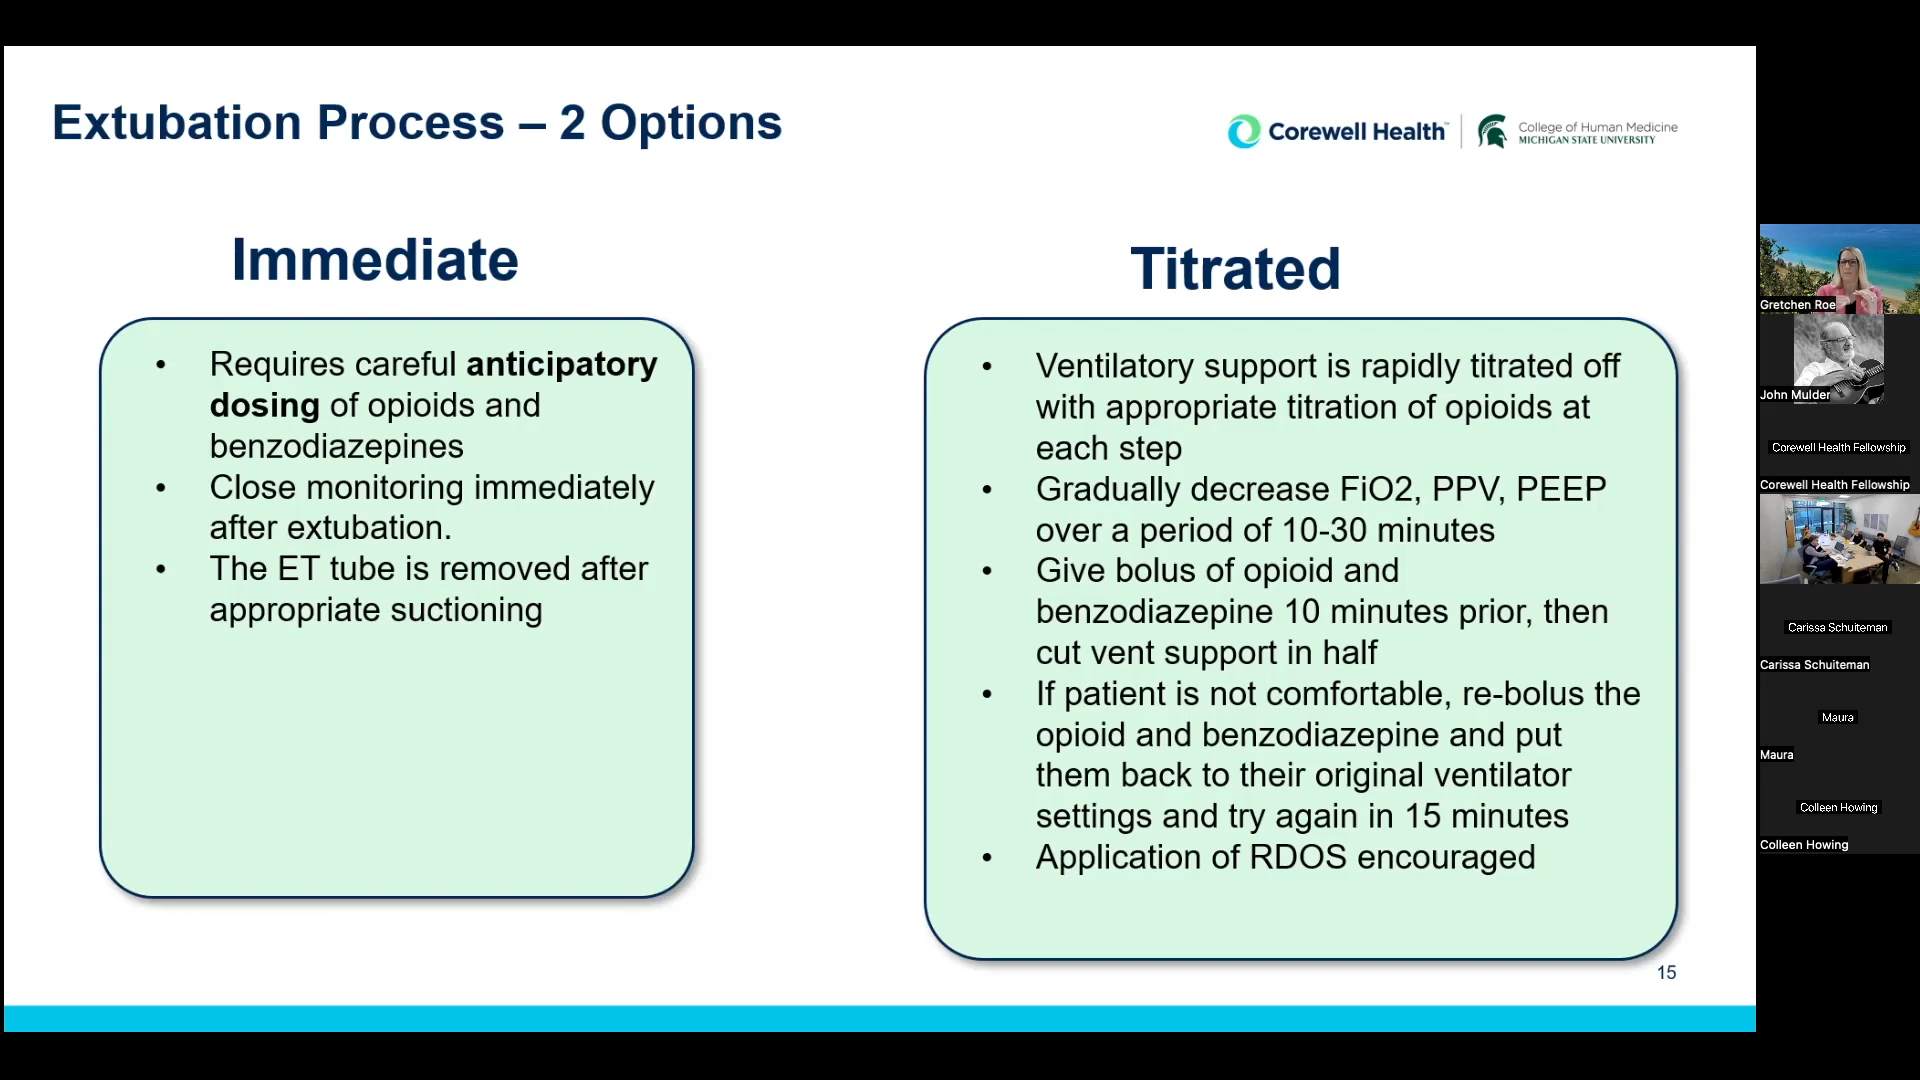 Extubation Process – 2 Options
Corewell Health™
College of Human Medicine
MICHIGAN STATE UNIVERSITY
Immediate
• Requires careful anticipatory
dosing of opioids and
benzodiazepines
• Close monitoring immediately
after extubation.
• The ET tube is removed after
appropriate suctioning
Titrated
• Ventilatory support is rapidly titrated off
with appropriate titration of opioids at
each step
• Gradually decrease FiO2, PPV, PEEP
over a period of 10-30 minutes
• Give bolus of opioid and
benzodiazepine 10 minutes prior, then
cut vent support in half
• If patient is not comfortable, re-bolus the
opioid and benzodiazepine and put
them back to their original ventilator
settings and try again in 15 minutes
• Application of RDOS encouraged
15
Gretchen Roe
John Mulder
Corewell Health Fellowship
Corewell Health Fellowship
Carissa Schuiteman
Carissa Schuiteman
Maura
Maura
Colleen Howing
Colleen Howing